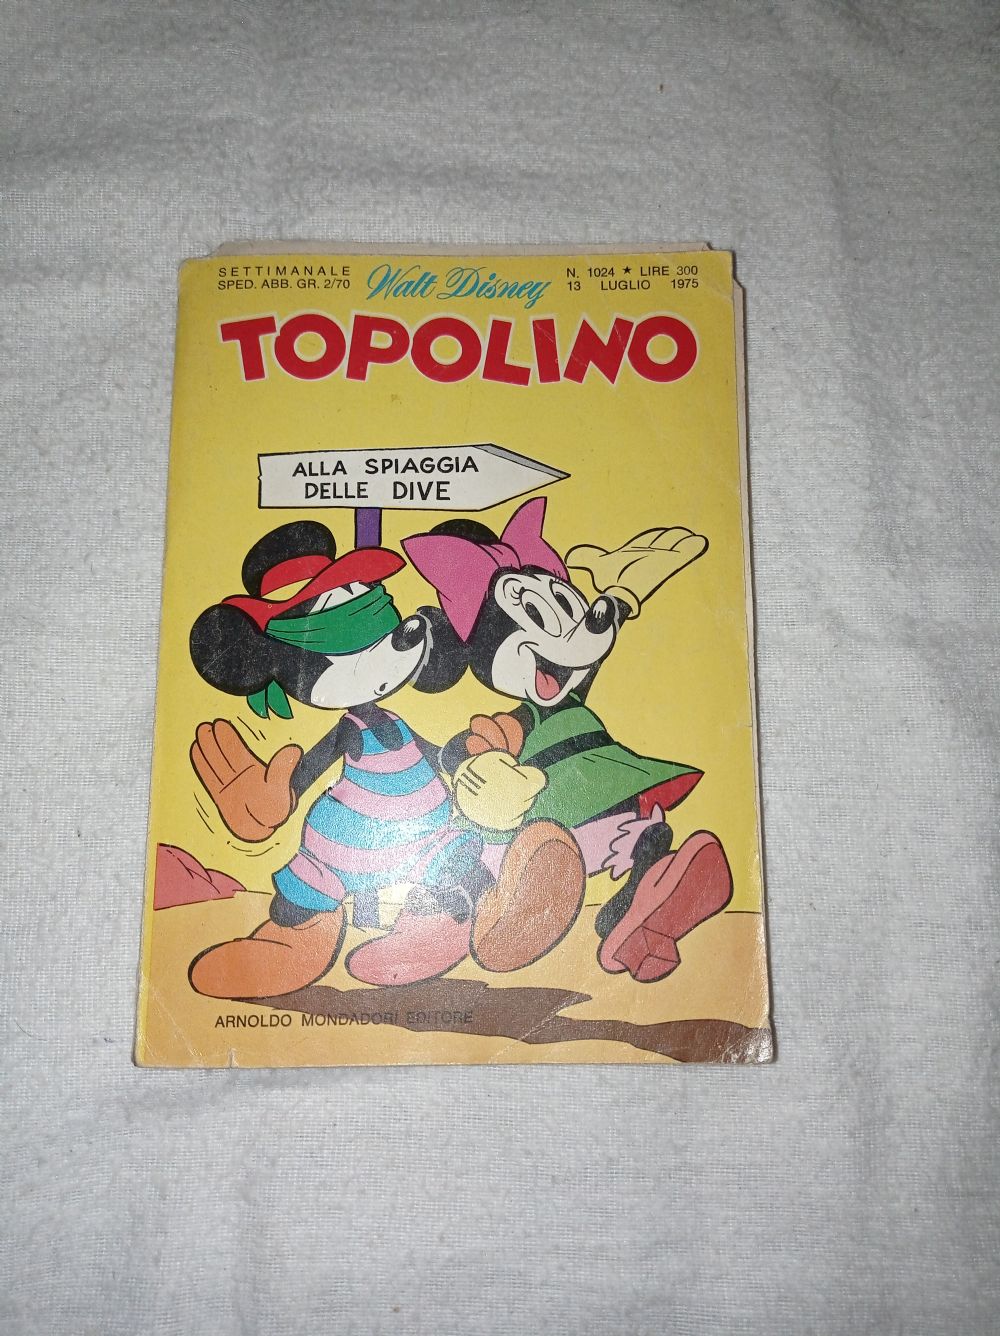 SETTIMANALE
SPED. ABB. GR. 2/70
Walt Disney
N. 1024 ★ LIRE 300
13 LUGLIO 1975
TOPOLINO
ALLA SPIAGGIA
DELLE DIVE
ARNOLDO MONDADORI EDITORE